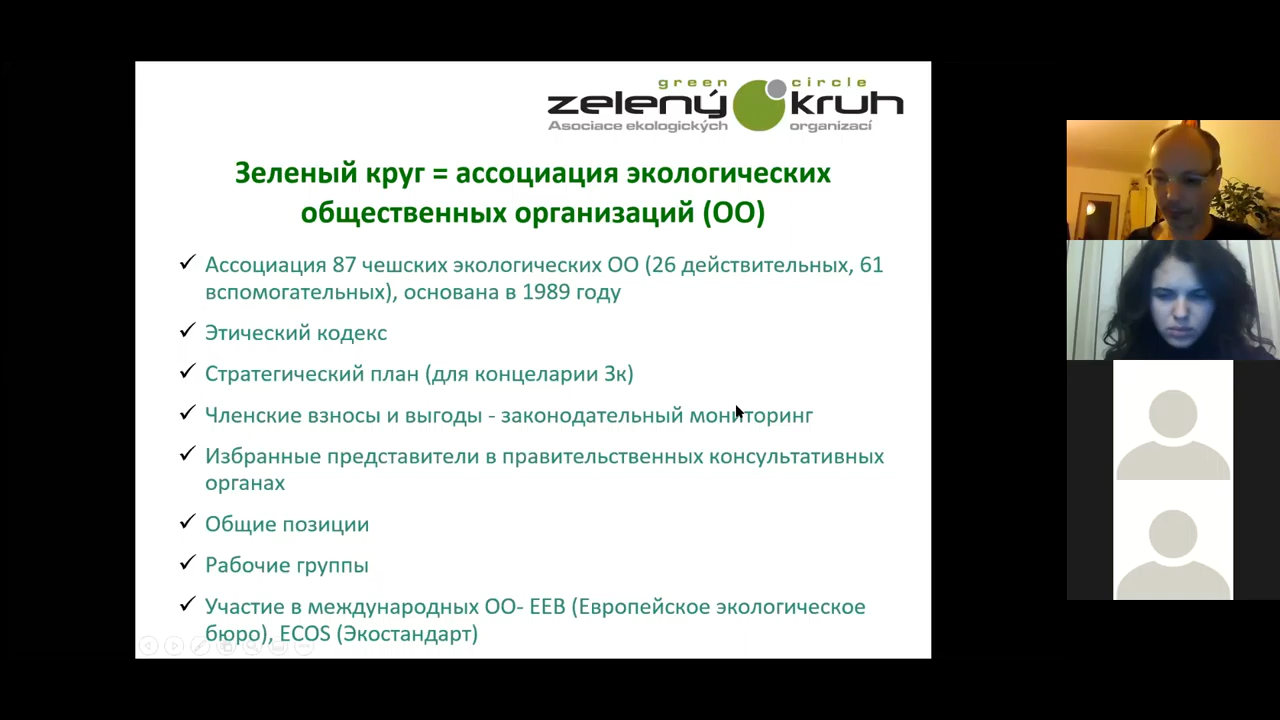 green circle
zelený kruh
Asociace ekologických organizací
Зеленый круг = ассоциация экологических
общественных организаций (ОО)
✓ Ассоциация 87 чешских экологических ОО (26 действительных, 61
вспомогательных), основана в 1989 году
✓ Этический кодекс
✓ Стратегический план (для концеларии Зк)
✓ Членские взносы и выгоды - законодательный мониторинг
✓ Избранные представители в правительственных консультативных
органах
✓ Общие позиции
✓ Рабочие группы
✓ Участие в международных ОО- ЕЕВ (Европейское экологическое
бюро), ECOS (Экостандарт)